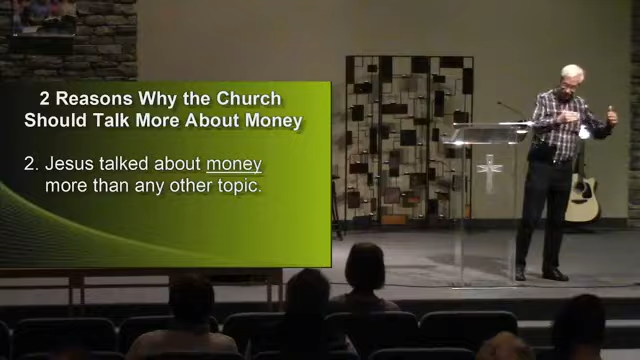 2 Reasons Why the Church
Should Talk More About Money
2. Jesus talked about money
more than any other topic.